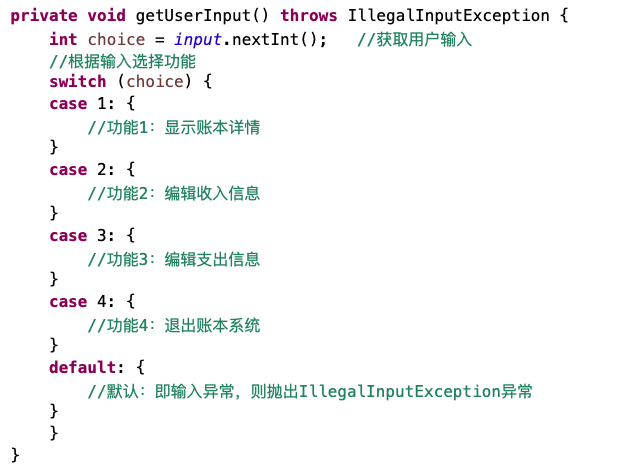 private void getUserInput() throws IllegalInputException {
    int choice = input.nextInt();   //获取用户输入
    //根据输入选择功能
    switch (choice) {
    case 1: {
        //功能1：显示账本详情
    }
    case 2: {
        //功能2：编辑收入信息
    }
    case 3: {
        //功能3：编辑支出信息
    }
    case 4: {
        //功能4：退出账本系统
    }
    default: {
        //默认：即输入异常，则抛出IllegalInputException异常
    }
    }
}